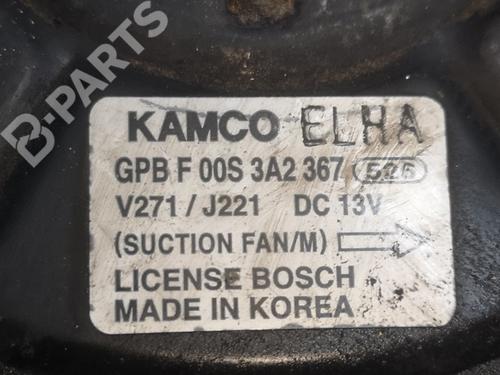 B-PARTS
KAMCO ELHA
GPB F 00S 3A2 367 526
V271 / J221 DC 13V
(SUCTION FAN/M)
LICENSE BOSCH
MADE IN KOREA
B-PARTS